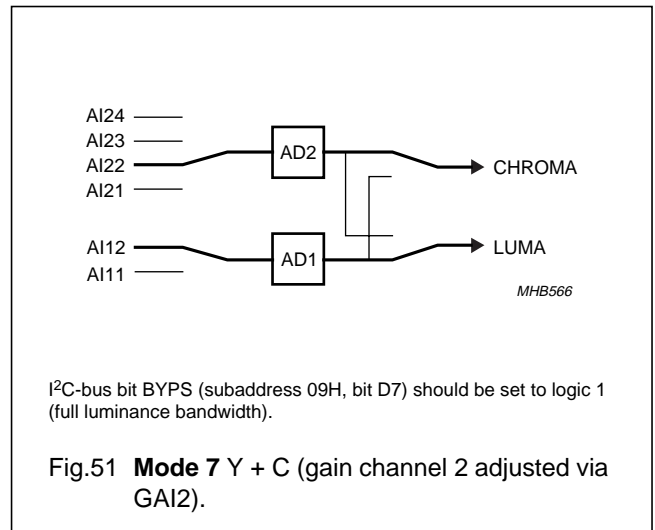 AI24
AI23
AI22
AI21
AD2
CHROMA
AI12
AI11
AD1
LUMA
MHB566
I²C-bus bit BYPS (subaddress 09H, bit D7) should be set to logic 1
(full luminance bandwidth).
Fig.51 Mode 7 Y + C (gain channel 2 adjusted via
GAI2).